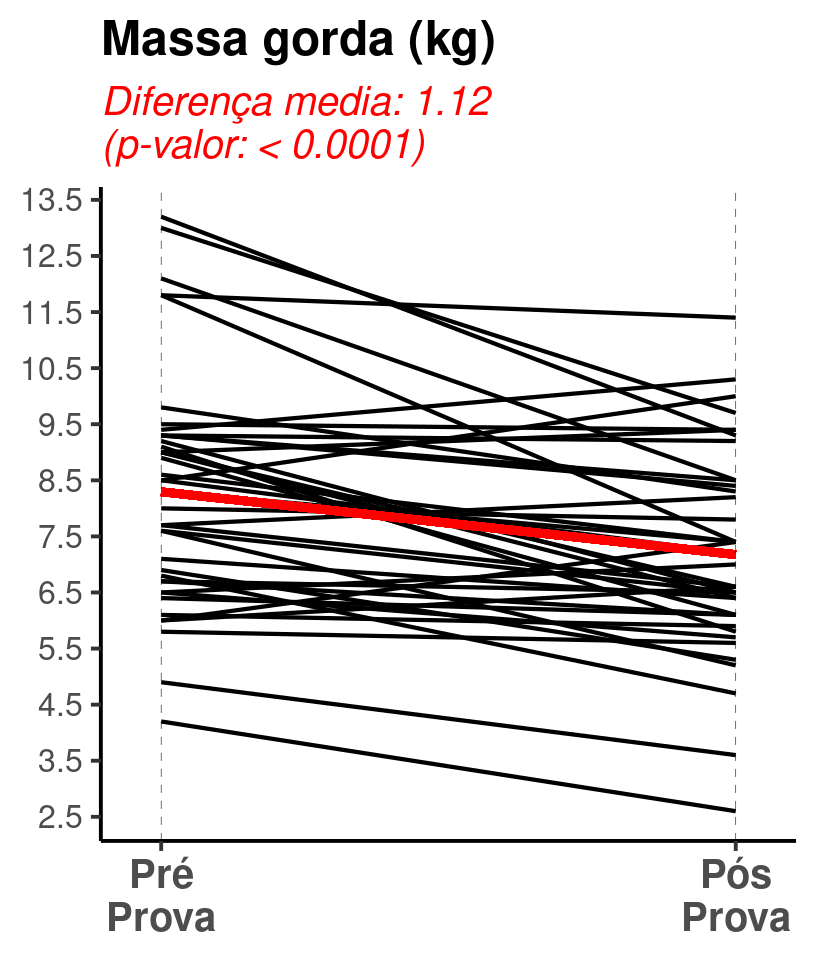 Massa gorda (kg)
Diferença media: 1.12
(p-valor: < 0.0001)
13.5
12.5
11.5
10.5
9.5
8.5
7.5
6.5
5.5
4.5
3.5
2.5
Pré
Prova
Pós
Prova